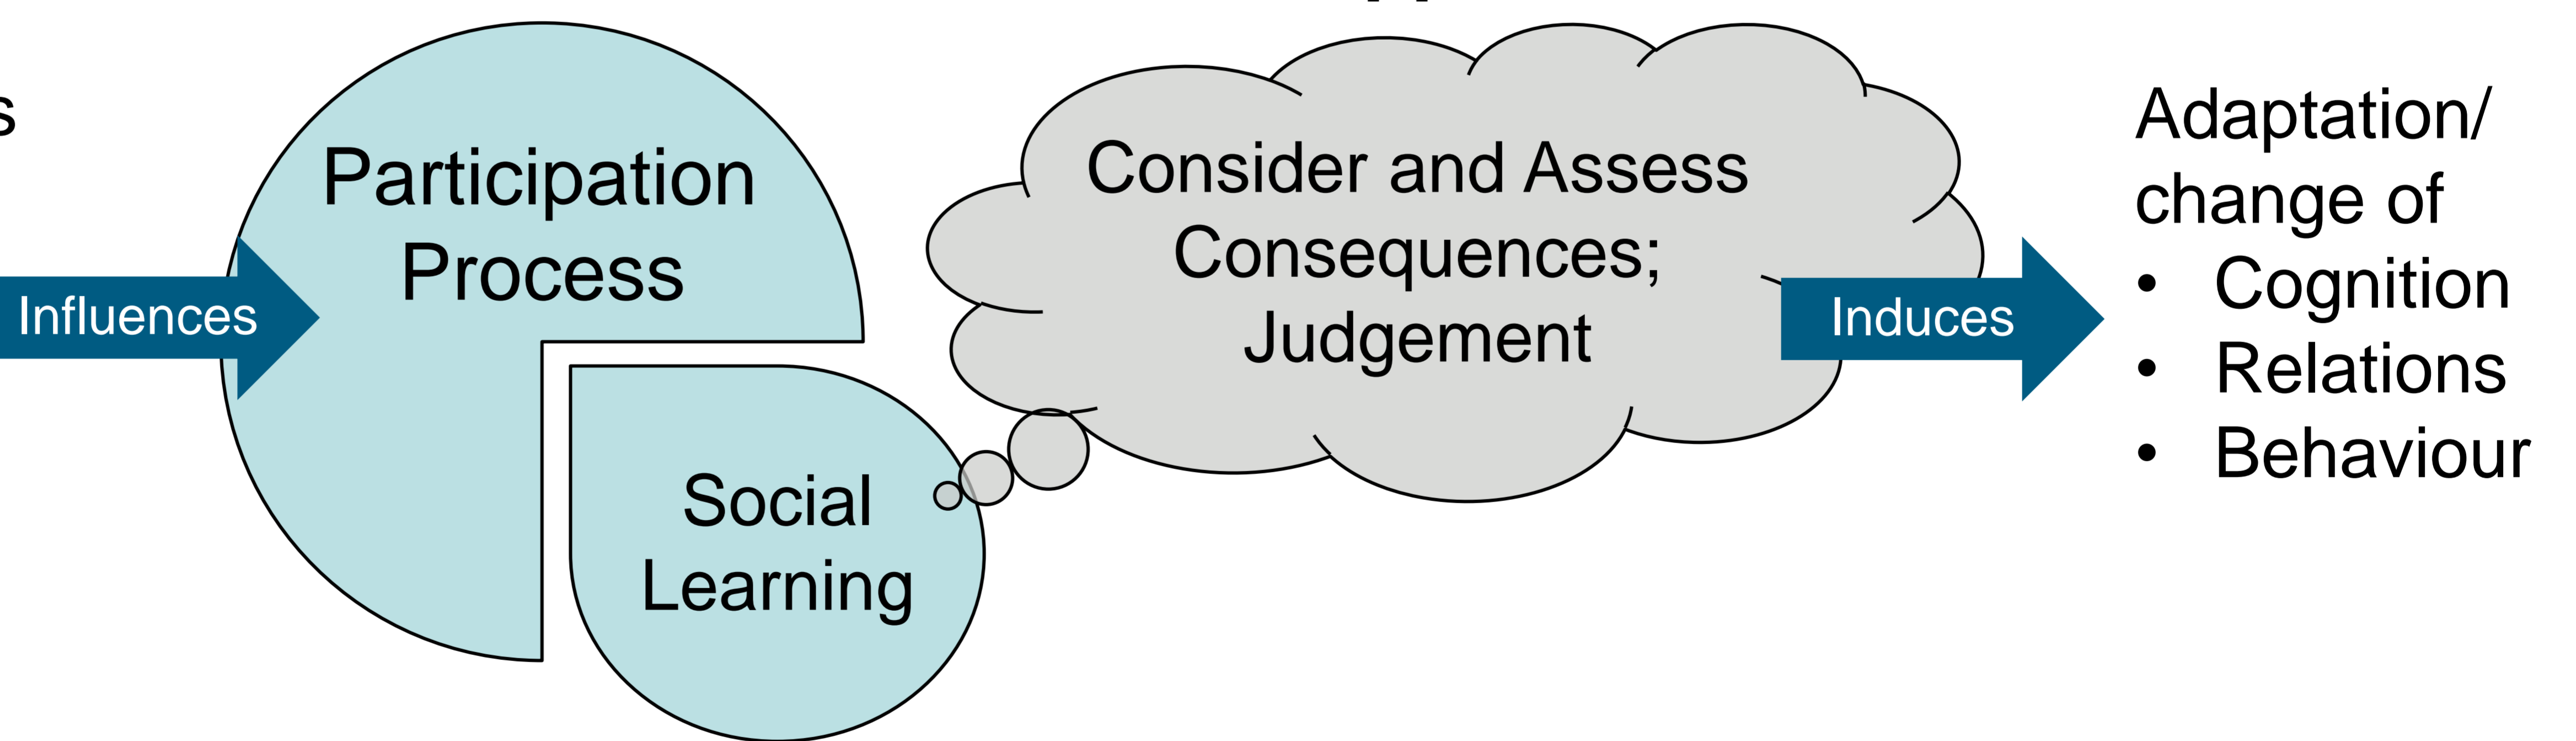 Influences
Participation
Process
Social
Learning
Consider and Assess
Consequences;
Judgement
Induces
Adaptation/
change of
• Cognition
• Relations
• Behaviour